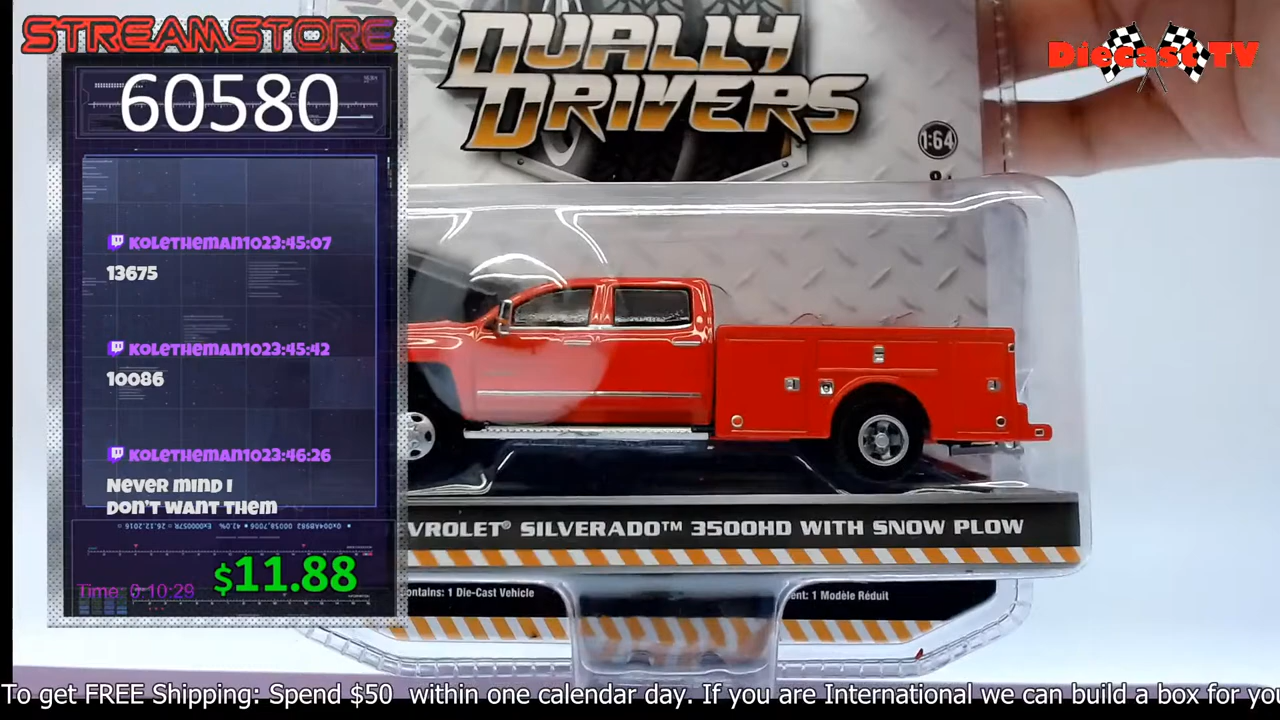 STREAMSTORE
60580
KOLETHEMAN1023:45:07
13675
KOLETHEMAN1023:45:42
10086
KOLETHEMAN1023:46:26
NEVER MIND I
DON'T WANT THEM
Time: 0:10:29
$11.88
DUALLY
DRIVERS
1:64
Diecast TV
VROLET® SILVERADO™ 3500HD WITH SNOW PLOW
ontains: 1 Die-Cast Vehicle
ent: 1 Modèle Réduit
To get FREE Shipping: Spend $50 within one calendar day. If you are International we can build a box for you